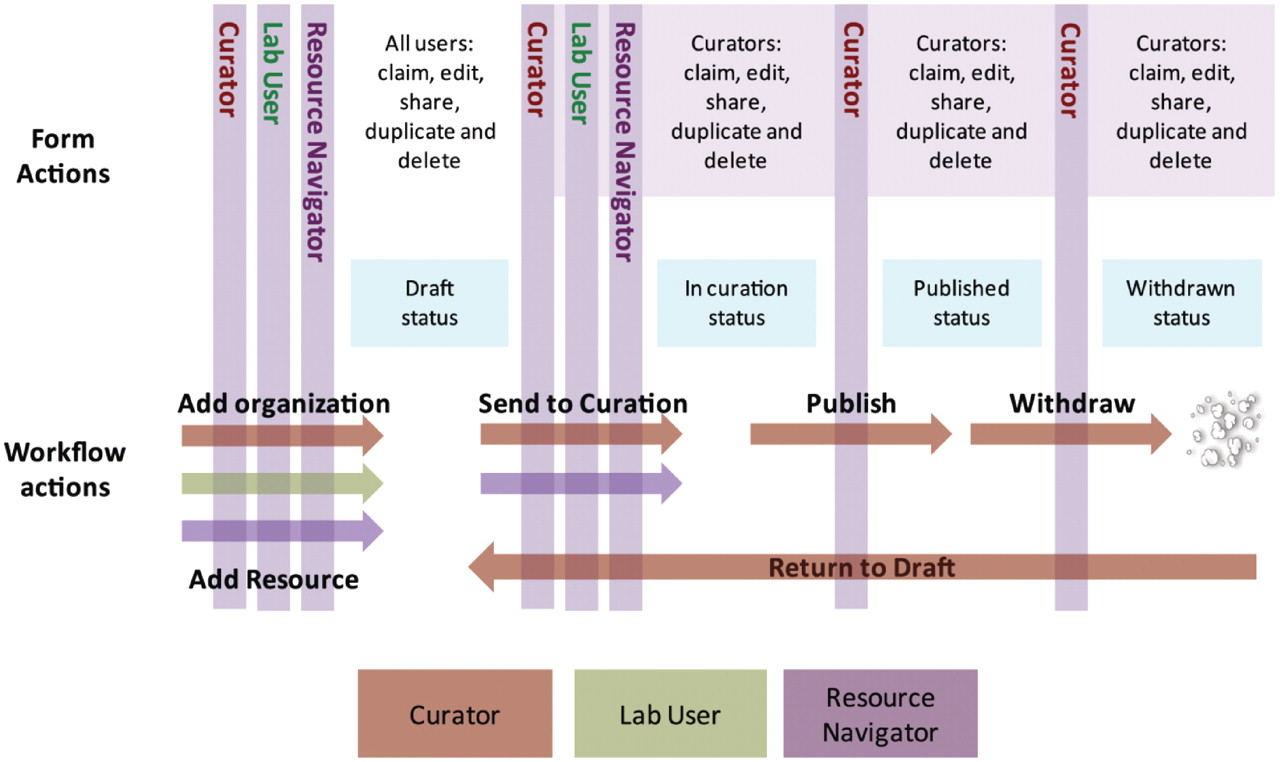 Form
Actions
Curator
Lab User
Resource Navigator
All users:
claim, edit,
share,
duplicate and
delete
Curator
Lab User
Resource Navigator
Curators:
claim, edit,
share,
duplicate and
delete
Curator
Curators:
claim, edit,
share,
duplicate and
delete
Curator
Curators:
claim, edit,
share,
duplicate and
delete
Draft
status
In curation
status
Published
status
Withdrawn
status
Workflow
actions
Add organization
Send to Curation
Publish
Withdraw
Add Resource
Return to Draft
Curator
Lab User
Resource
Navigator